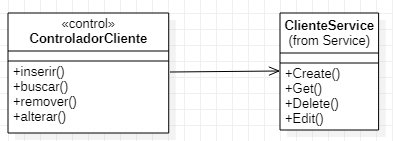 «control»
ControladorCliente
+inserir()
+buscar()
+remover()
+alterar()
ClienteService
(from Service)
+Create()
+Get()
+Delete()
+Edit()